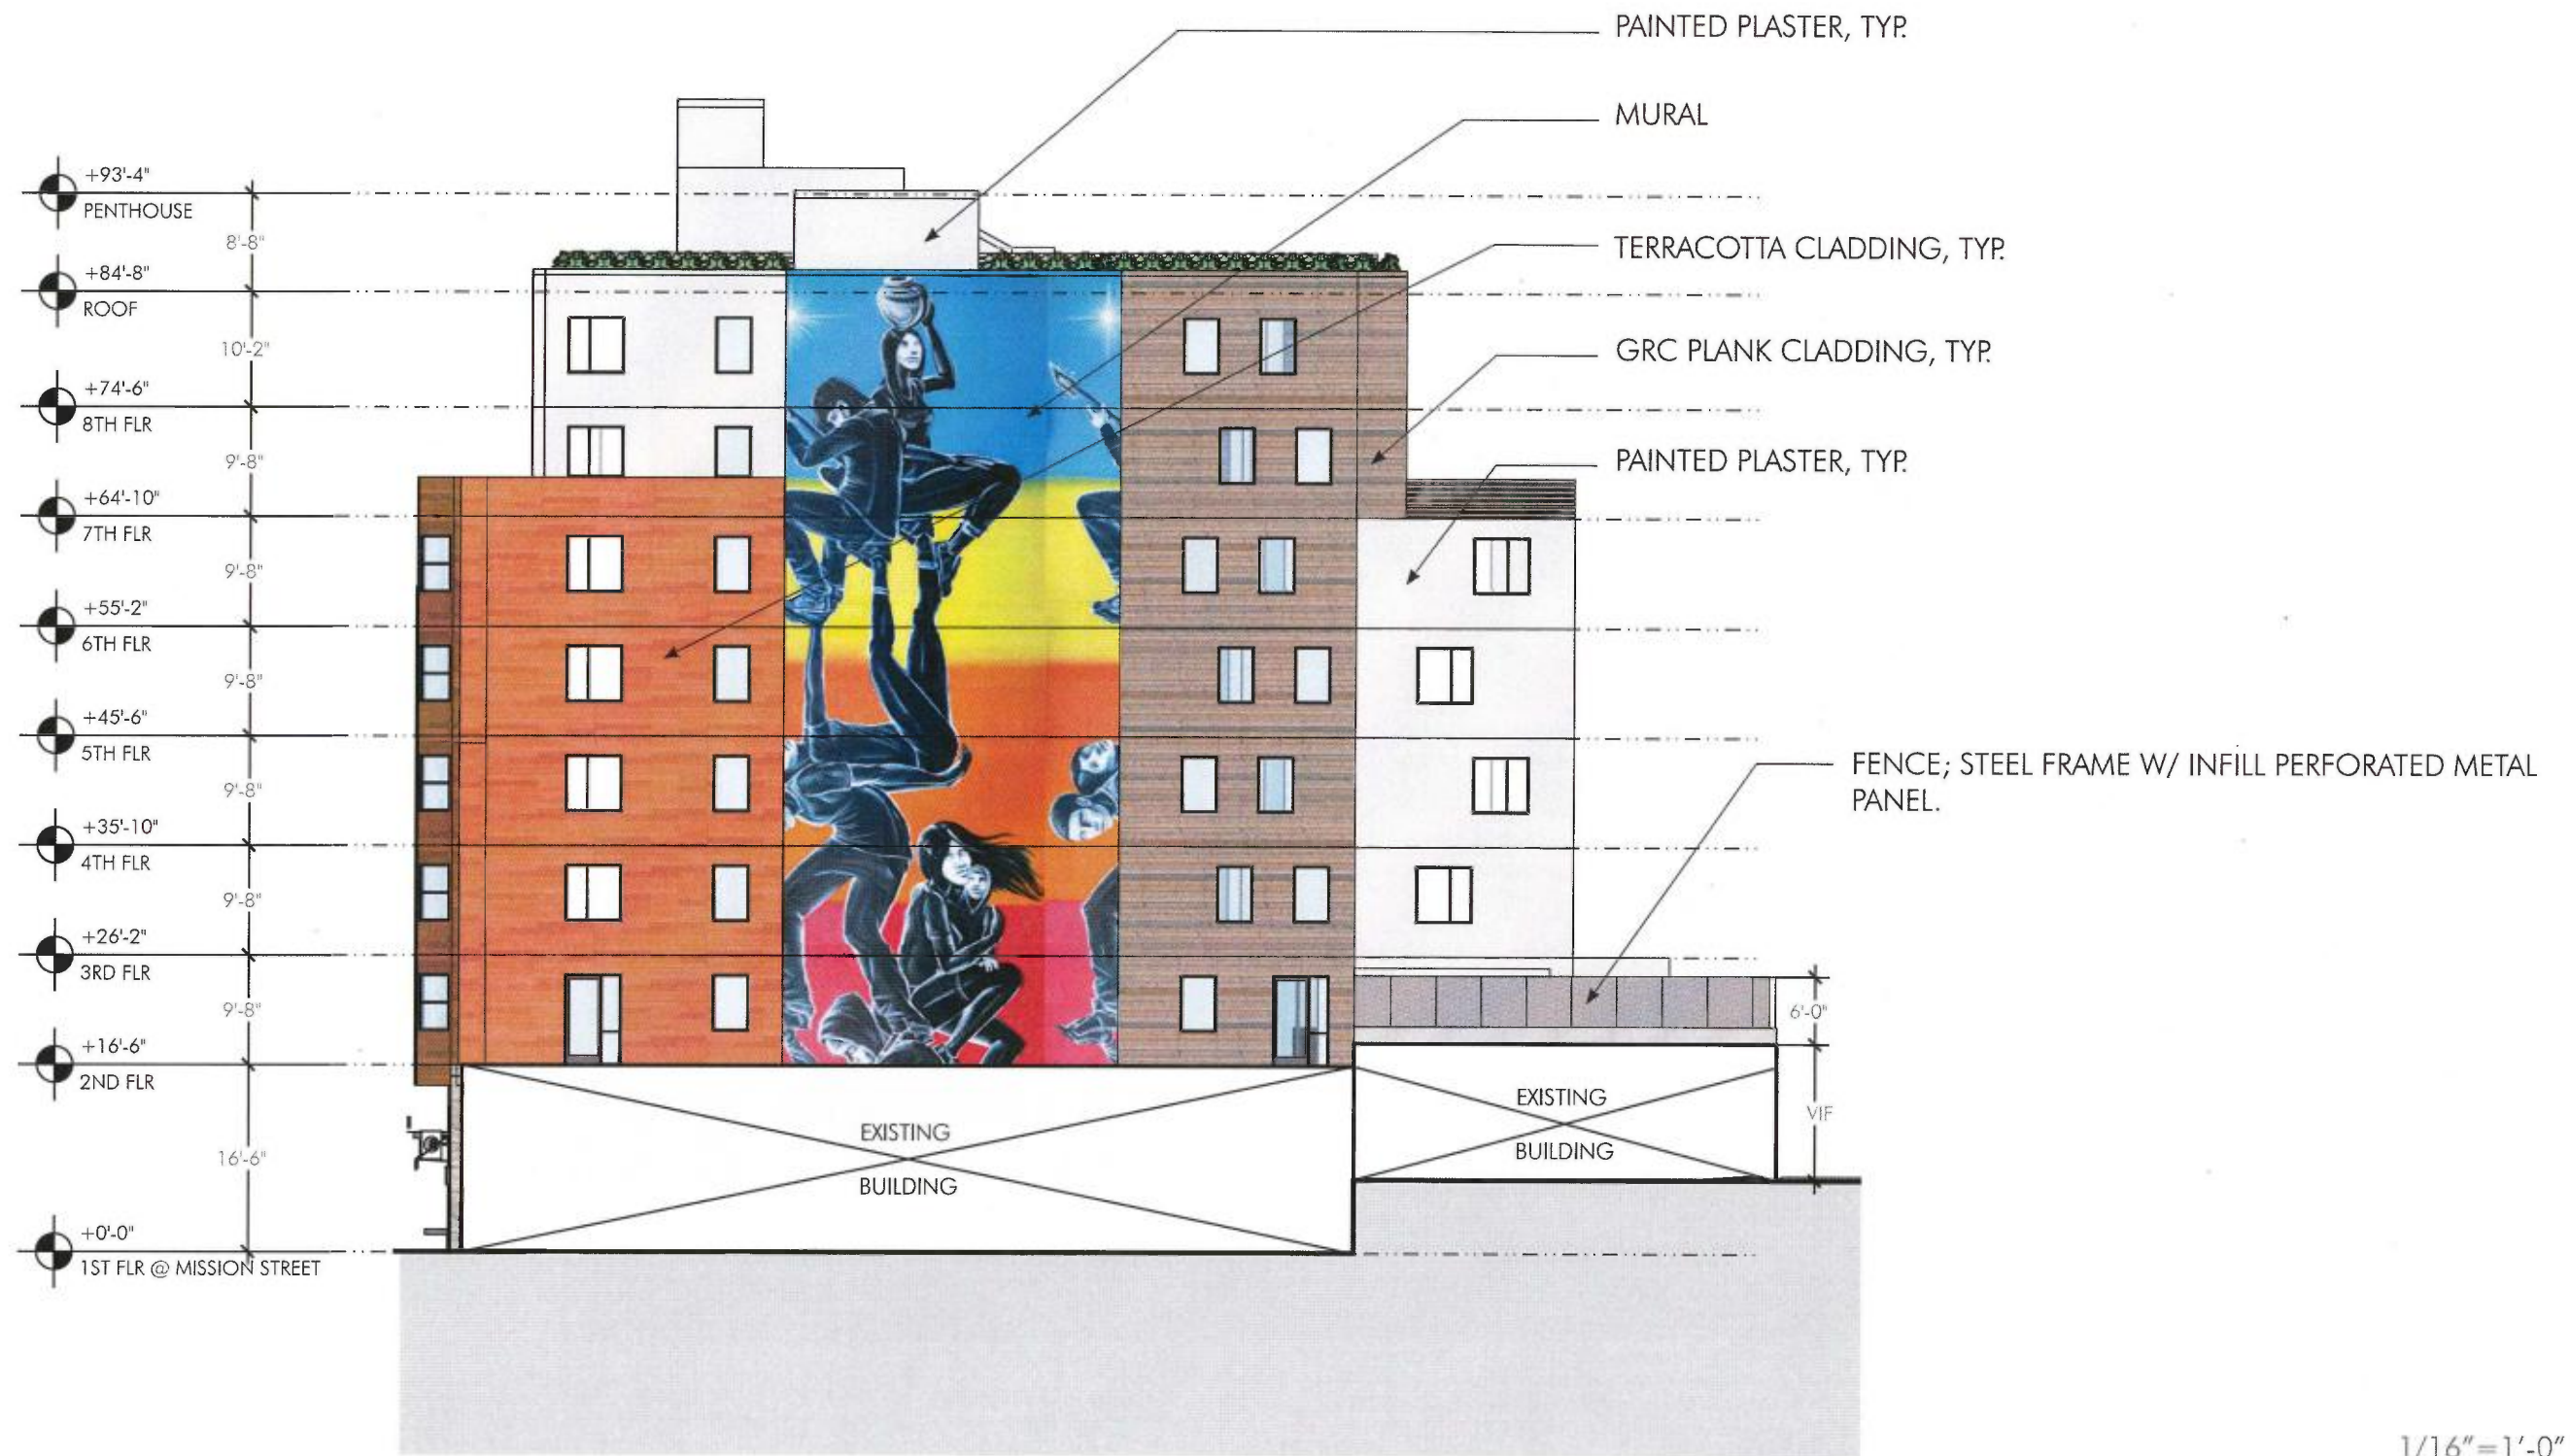 PAINTED PLASTER, TYP.
MURAL
TERRACOTTA CLADDING, TYP.
GRC PLANK CLADDING, TYP.
PAINTED PLASTER, TYP.
FENCE; STEEL FRAME W/ INFILL PERFORATED METAL
PANEL.
+93'-4"
PENTHOUSE
8'-8"
+84'-8"
ROOF
10'-2"
+74'-6"
8TH FLR
9'-8"
+64'-10"
7TH FLR
9'-8"
+55'-2"
6TH FLR
9'-8"
+45'-6"
5TH FLR
9'-8"
+35'-10"
4TH FLR
9'-8"
+26'-2"
3RD FLR
9'-8"
+16'-6"
2ND FLR
16'-6"
+0'-0"
1ST FLR @ MISSION STREET
EXISTING
BUILDING
EXISTING
BUILDING
6'-0"
VIF
1/16"=1'-0"